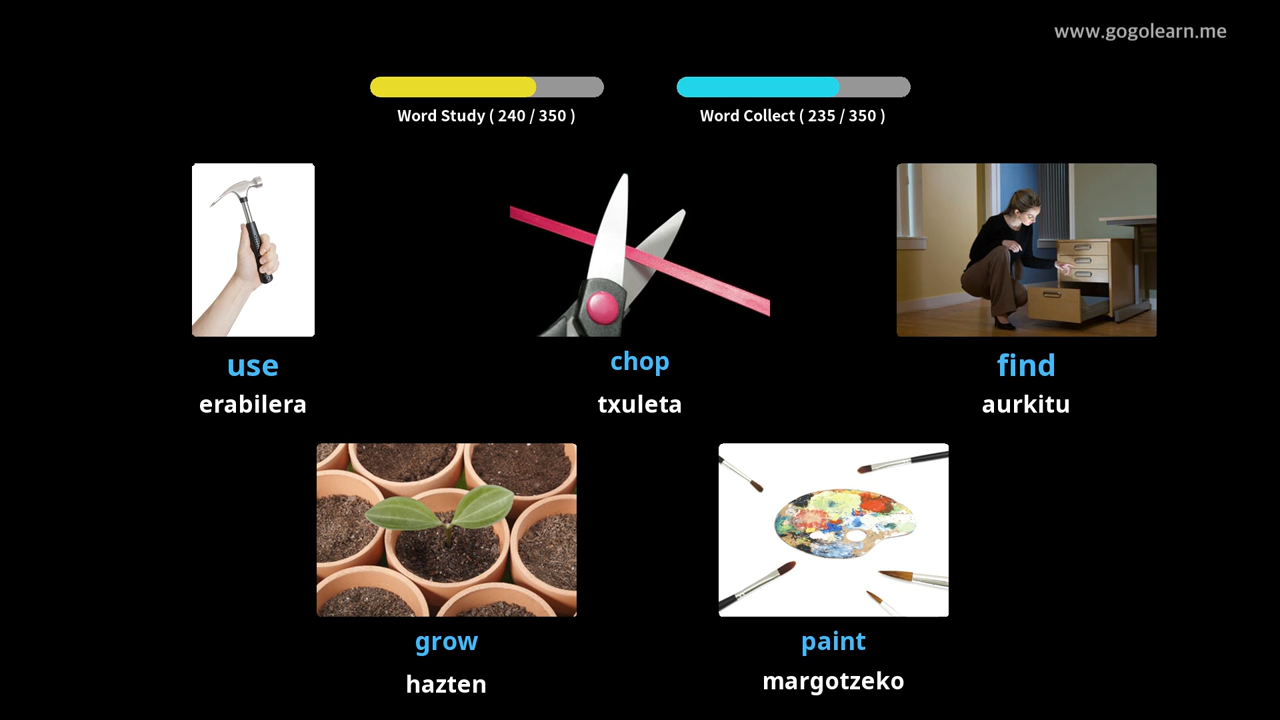 www.gogolearn.me
Word Study ( 240 / 350 )
Word Collect ( 235 / 350 )
use
chop
find
erabilera
txuleta
aurkitu
grow
paint
hazten
margotzeko